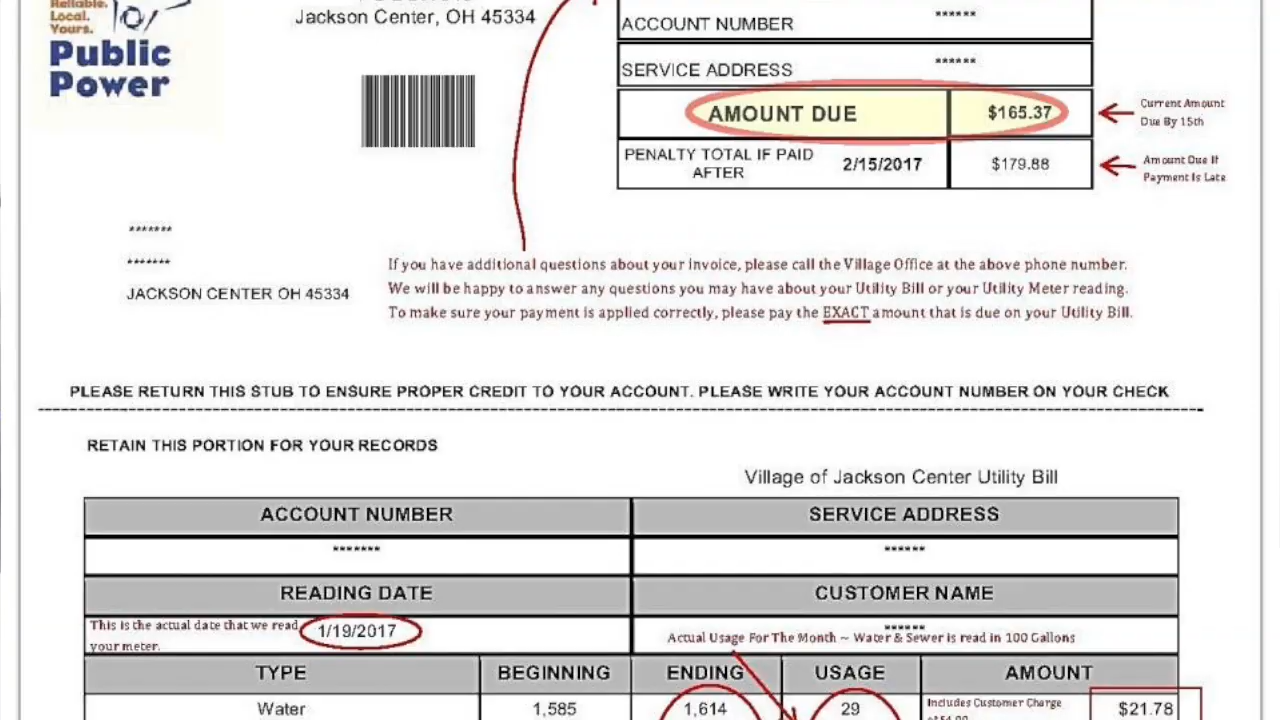 Reliable.
Local.
Yours.
Public
Power
Jackson Center, OH 45334
ACCOUNT NUMBER ******
SERVICE ADDRESS ******
AMOUNT DUE $165.37
Current Amount
Due By 15th
PENALTY TOTAL IF PAID
AFTER 2/15/2017 $179.88
Amount Due If
Payment Is Late
*******
*******
JACKSON CENTER OH 45334
If you have additional questions about your invoice, please call the Village Office at the above phone number.
We will be happy to answer any questions you may have about your Utility Bill or your Utility Meter reading.
To make sure your payment is applied correctly, please pay the EXACT amount that is due on your Utility Bill.
PLEASE RETURN THIS STUB TO ENSURE PROPER CREDIT TO YOUR ACCOUNT. PLEASE WRITE YOUR ACCOUNT NUMBER ON YOUR CHECK
RETAIN THIS PORTION FOR YOUR RECORDS
Village of Jackson Center Utility Bill
ACCOUNT NUMBER SERVICE ADDRESS
******* ******
READING DATE CUSTOMER NAME
This is the actual date that we read
your meter.
1/19/2017
******
Actual Usage For The Month ~ Water & Sewer is read in 100 Gallons
TYPE BEGINNING ENDING USAGE AMOUNT
Water 1,585 1,614 29 Includes Customer Charge $21.78